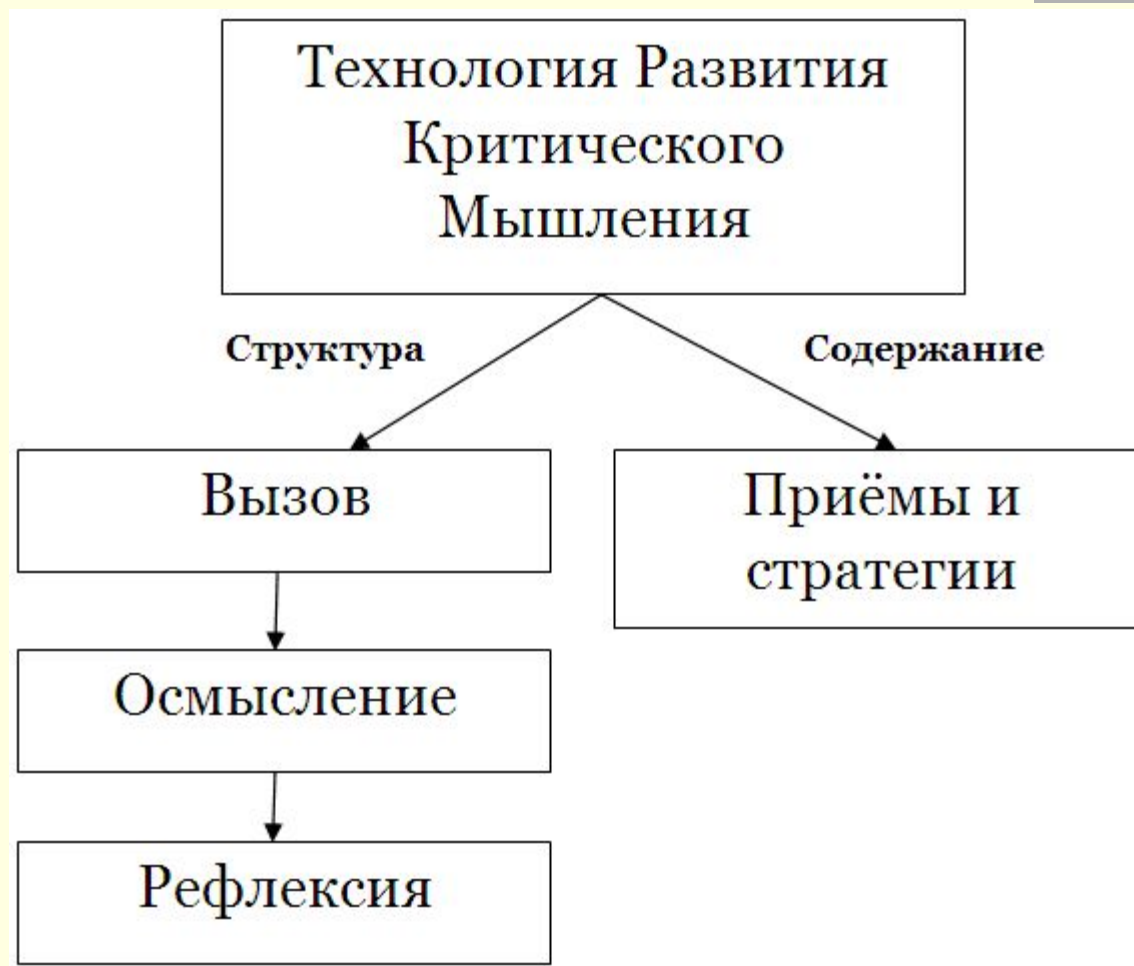 Технология Развития
Критического
Мышления
Структура
Содержание
Вызов
Приёмы и
стратегии
Осмысление
Рефлексия